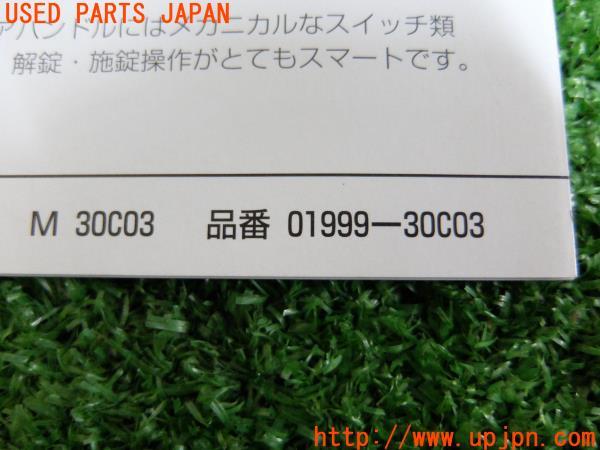 USED PARTS JAPAN
アハンドルにはメカニカルなスイッチ類
解錠・施錠操作がとてもスマートです。
M 30C03 品番 01999—30C03
http://www.upjpn.com